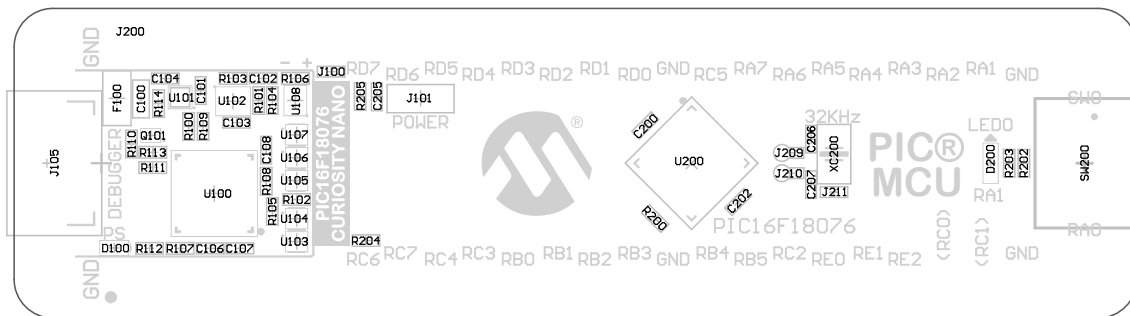 GND
J200
J100
RD7
RD6
RD5
RD4
RD3
RD2
RD1
RD0
GND
RC5
RA7
RA6
RA5
RA4
RA3
RA2
RA1
GND
- +
C104
R103
C102
R106
F100
C100
R114
U101
C101
U102
R101
R104
U108
R205
C205
J101
POWER
C103
R100
R109
R110
Q101
R113
R111
C108
R108
R105
U107
U106
U105
R102
U104
U103
U100
J105
DEBUGGER
PS
D100
R112
R107
C106
C107
PIC16F18076
CURIOSITY NANO
R204
®
C200
U200
R200
C202
PIC16F18076
32KHz
C206
J209
J210
C207
XC200
J211
PIC®
MCU
LED0
D200
R203
R202
RA1
SW0
SW200
RA0
GND
RC6
RC7
RC4
RC3
RB0
RB1
RB2
RB3
GND
RB4
RB5
RC2
RE0
RE1
RE2
(RC0)
(RC1)
GND